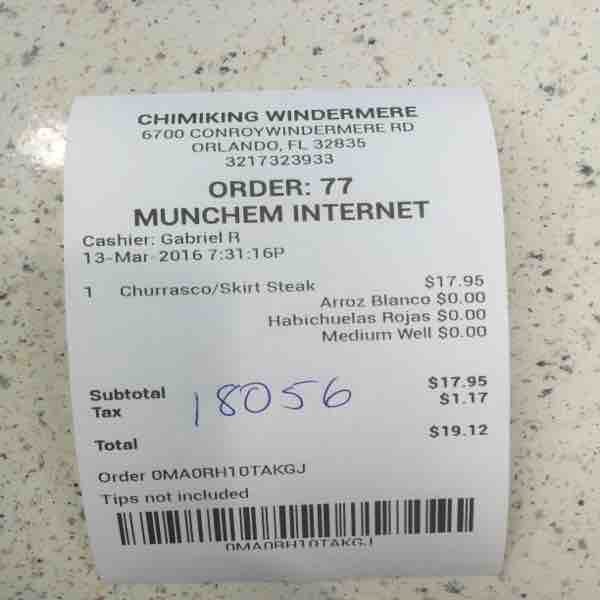 CHIMIKING WINDERMERE
6700 CONROYWINDERMERE RD
ORLANDO, FL 32835
3217323933
ORDER: 77
MUNCHEM INTERNET
Cashier: Gabriel R
13-Mar-2016 7:31:16P
1 Churrasco/Skirt Steak $17.95
Arroz Blanco $0.00
Habichuelas Rojas $0.00
Medium Well $0.00
Subtotal $17.95
Tax $1.17
18056
Total $19.12
Order 0MA0RH10TAKGJ
Tips not included
0MA0RH10TAKGJ